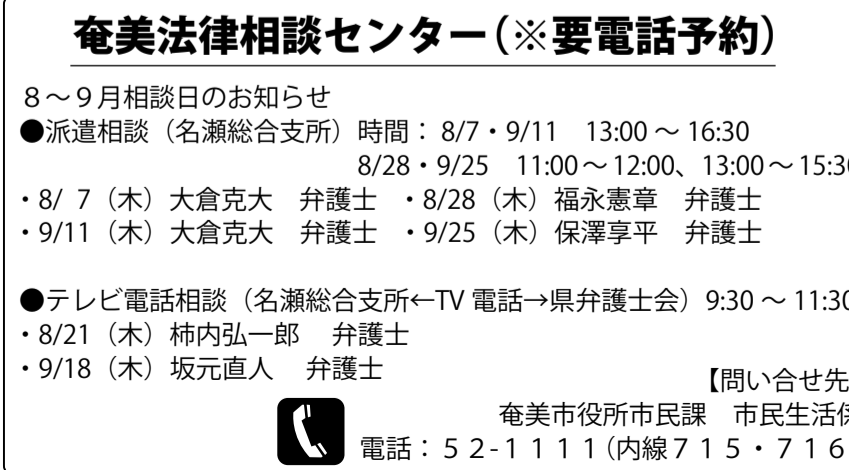 奄美法律相談センター（※要電話予約）
８～９月相談日のお知らせ
●派遣相談（名瀬総合支所）時間： 8/7・9/11　13:00 ～ 16:30
8/28・9/25　11:00～12:00、13:00～15:30
・8/ 7（木）大倉克大　弁護士　・8/28（木）福永憲章　弁護士
・9/11（木）大倉克大　弁護士　・9/25（木）保澤享平　弁護士
●テレビ電話相談（名瀬総合支所←TV 電話→県弁護士会）9:30 ～ 11:30
・8/21（木）柿内弘一郎　弁護士
・9/18（木）坂元直人　弁護士
【問い合せ先
奄美市役所市民課　市民生活係
電話：５２-１１１１（内線７１５・７１６